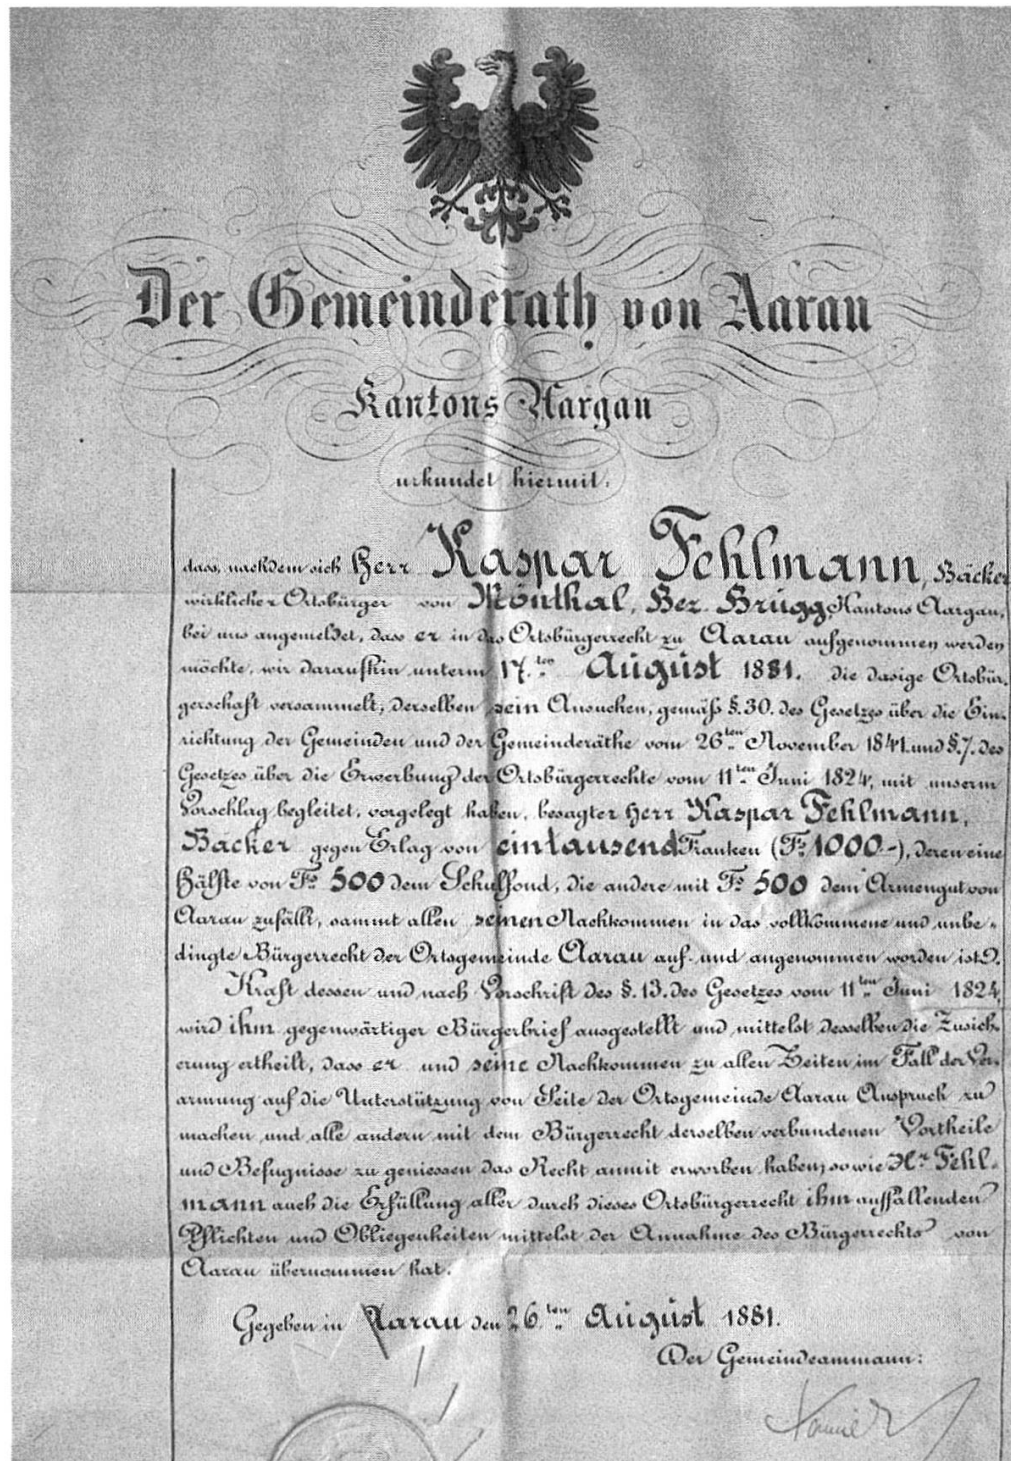 Der Gemeinderath von Aarau
Kantons Aargau
urkundet hiermit:
dass, nachdem sich Herr Kaspar Fehlmann, Bäcker
wirklicher Ortsbürger von Mönthal, Bez. Brugg, Kantons Aargau,
bei uns angemeldet, dass er in das Ortsbürgerrecht zu Aarau aufgenommen werden
möchte, wir daraufhin unterm 17.ten August 1881. die dasige Ortsbür-
gerschaft versammelt, derselben sein Ansuchen, gemäß §.30. des Gesetzes über die Ein-
richtung der Gemeinden und der Gemeinderäthe vom 26.ten November 1841. und §.7. des
Gesetzes über die Erwerbung der Ortsbürgerrechte vom 11.ten Juni 1824, mit unserm
Vorschlag begleitet, vorgelegt haben, besagter Herr Kaspar Fehlmann,
Bäcker gegen Erlag von eintausend Franken (Fr. 1000-), deren eine
Hälfte von Fr. 500 dem Schulfond, die andere mit Fr. 500 dem Armengut von
Aarau zufällt, sammt allen seinen Nachkommen in das vollkommene und unbe-
dingte Bürgerrecht der Ortsgemeinde Aarau auf- und angenommen worden ist.
Kraft dessen und nach Vorschrift des §.13. des Gesetzes vom 11.ten Juni 1824,
wird ihm gegenwärtiger Bürgerbrief ausgestellt und mittelst desselben die Zusich-
erung ertheilt, dass er und seine Nachkommen zu allen Zeiten im Fall der Ver-
armung auf die Unterstützung von Seite der Ortsgemeinde Aarau Anspruch zu
machen und alle andern mit dem Bürgerrecht derselben verbundenen Vortheile
und Befugnisse zu geniessen das Recht anmit erworben haben; so wie Hr. Fehl-
mann auch die Erfüllung aller durch dieses Ortsbürgerrecht ihm auffallenden
Pflichten und Obliegenheiten mittelst der Annahme des Bürgerrechts von
Aarau übernommen hat.
Gegeben in Aarau den 26.ten August 1881.
Der Gemeindeammann: